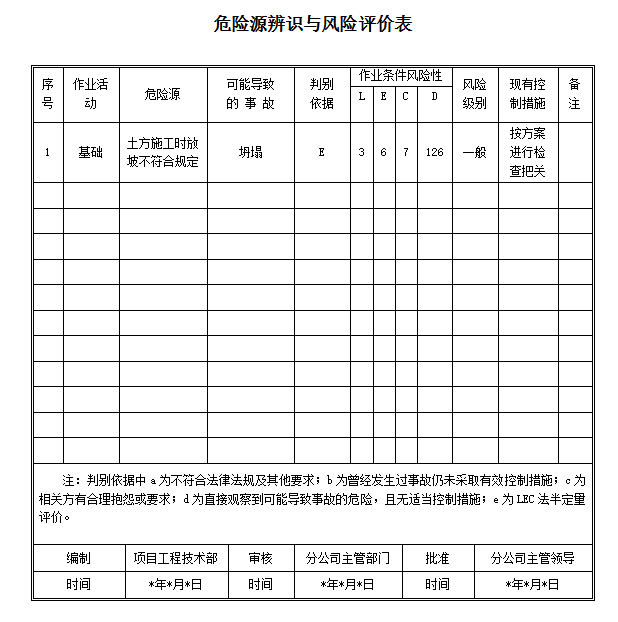 危险源辨识与风险评价表
序号 作业活动 危险源 可能导致的事故 判别依据 作业条件风险性 风险级别 现有控制措施 备注
L E C D
1 基础 土方施工时放坡不符合规定 坍塌 E 3 6 7 126 一般 按方案进行检查把关
注：判别依据中 a 为不符合法律法规及其他要求；b 为曾经发生过事故仍未采取有效控制措施；c 为
相关方有合理抱怨或要求；d 为直接观察到可能导致事故的危险，且无适当控制措施；e 为 LEC 法半定量
评价。
编制 项目工程技术部 审核 分公司主管部门 批准 分公司主管领导
时间 *年*月*日 时间 *年*月*日 时间 *年*月*日